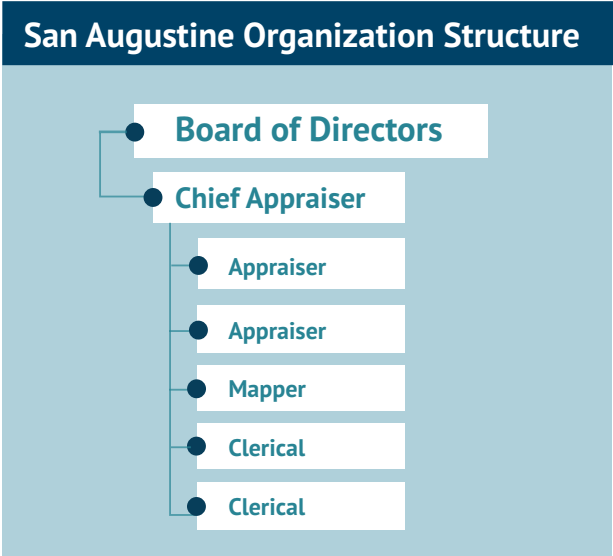 San Augustine Organization Structure
Board of Directors
Chief Appraiser
Appraiser
Appraiser
Mapper
Clerical
Clerical